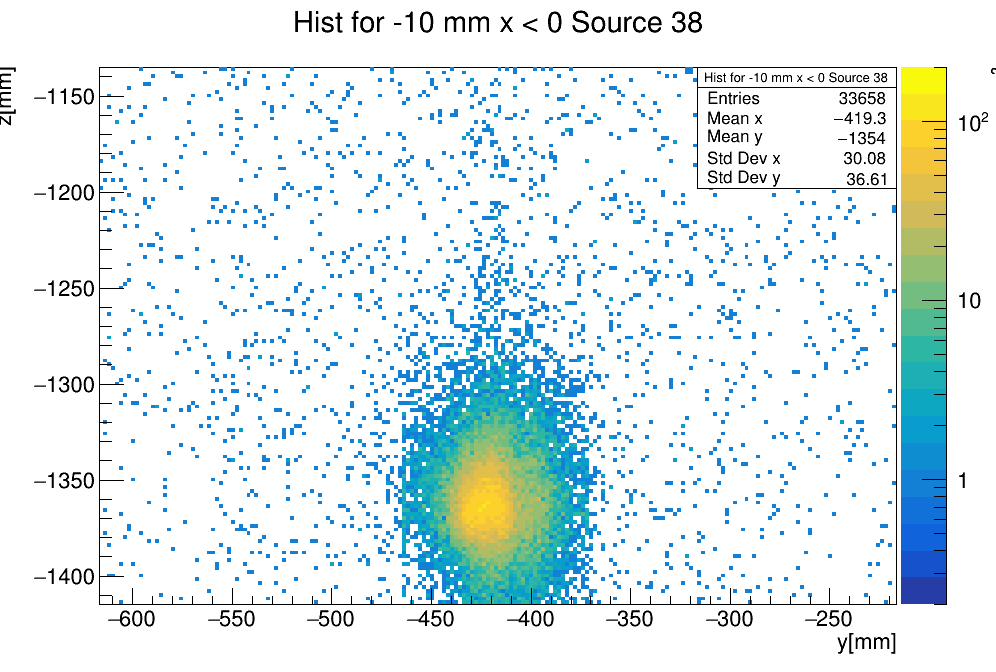 Hist for -10 mm x < 0 Source 38
z[mm]
−1150
−1200
−1250
−1300
−1350
−1400
Hist for -10 mm x < 0 Source 38
Entries 33658
Mean x −419.3
Mean y −1354
Std Dev x 30.08
Std Dev y 36.61
10²
10
1
−600 −550 −500 −450 −400 −350 −300 −250
y[mm]